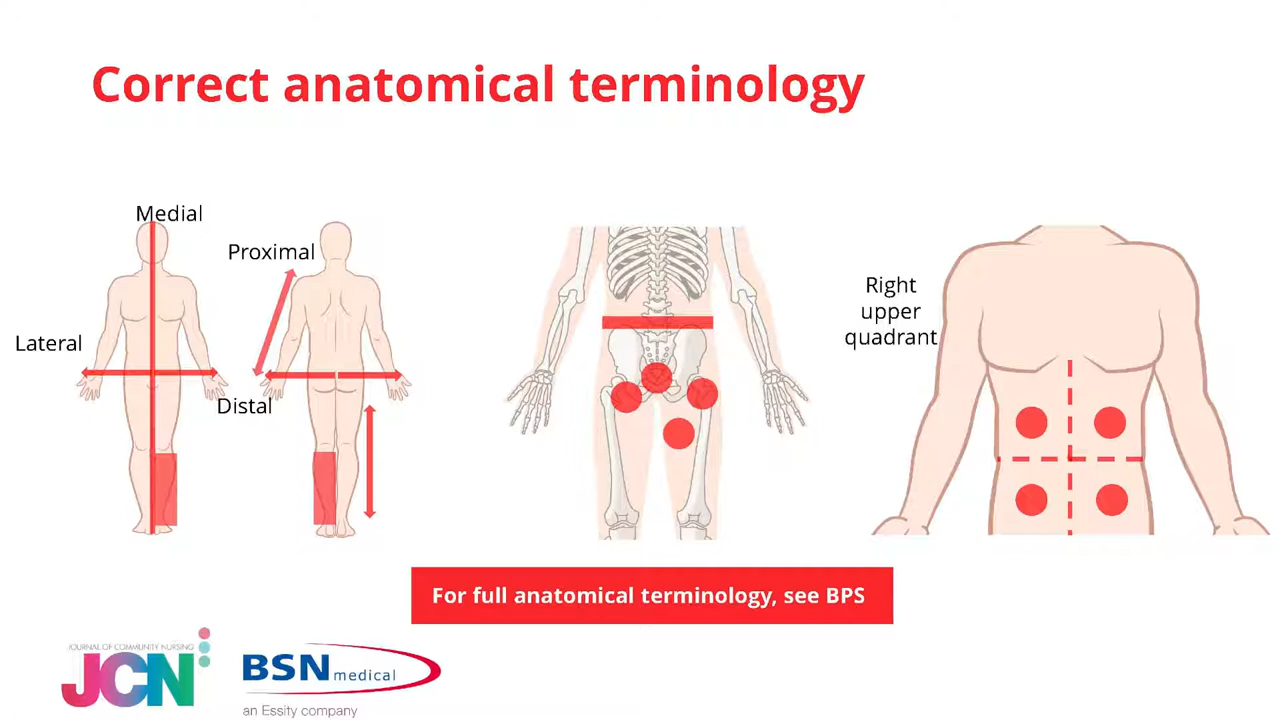 Correct anatomical terminology
Medial
Proximal
Lateral
Distal
Right
upper
quadrant
For full anatomical terminology, see BPS
JOURNAL OF COMMUNITY NURSING
JCN
BSN medical
an Essity company